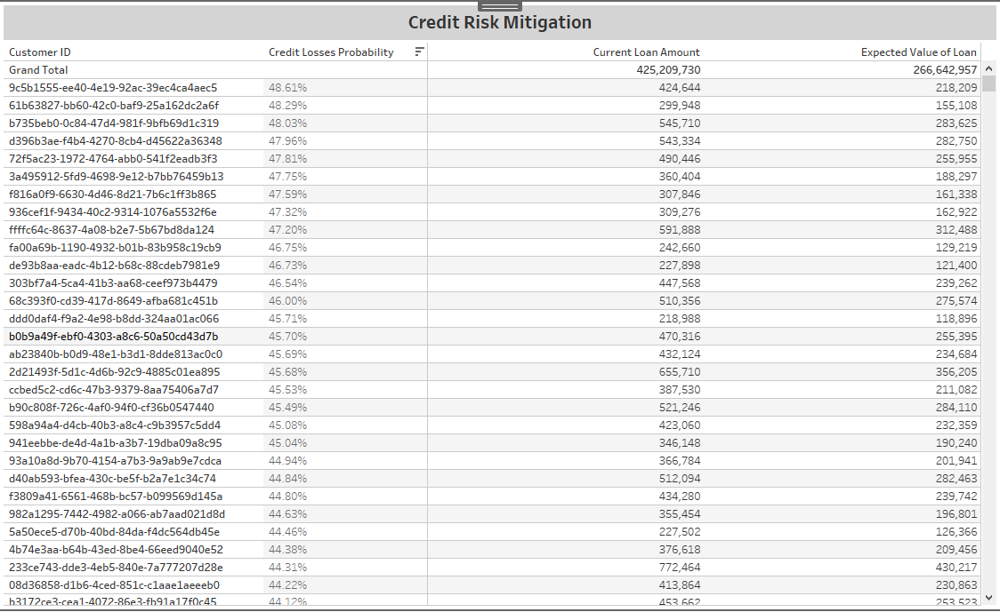 Credit Risk Mitigation
Customer ID Credit Losses Probability Current Loan Amount Expected Value of Loan
Grand Total 425,209,730 266,642,957
9c5b1555-ee40-4e19-92ac-39ec4ca4aec5 48.61% 424,644 218,209
61b63827-bb60-42c0-baf9-25a162dc2a6f 48.29% 299,948 155,108
b735beb0-0c84-47d4-981f-9bfb69d1c319 48.03% 545,710 283,625
d396b3ae-f4b4-4270-8cb4-d45622a36348 47.96% 543,334 282,750
72f5ac23-1972-4764-abb0-541f2eadb3f3 47.81% 490,446 255,955
3a495912-5fd9-4698-9e12-b7bb76459b13 47.75% 360,404 188,297
f816a0f9-6630-4d46-8d21-7b6c1ff3b865 47.59% 307,846 161,338
936cef1f-9434-40c2-9314-1076a5532f6e 47.32% 309,276 162,922
ffffc64c-8637-4a08-b2e7-5b67bd8da124 47.20% 591,888 312,488
fa00a69b-1190-4932-b01b-83b958c19cb9 46.75% 242,660 129,219
de93b8aa-eadc-4b12-b68c-88cdeb7981e9 46.73% 227,898 121,400
303bf7a4-5ca4-41b3-aa68-ceef973b4479 46.54% 447,568 239,262
68c393f0-cd39-417d-8649-afba681c451b 46.00% 510,356 275,574
ddd0daf4-f9a2-4e98-b8dd-324aa01ac066 45.71% 218,988 118,896
b0b9a49f-ebf0-4303-a8c6-50a50cd43d7b 45.70% 470,316 255,395
ab23840b-b0d9-48e1-b3d1-8dde813ac0c0 45.69% 432,124 234,684
2d21493f-5d1c-4d6b-92c9-4885c01ea895 45.68% 655,710 356,205
ccbed5c2-cd6c-47b3-9379-8aa75406a7d7 45.53% 387,530 211,082
b90c808f-726c-4af0-94f0-cf36b0547440 45.49% 521,246 284,110
598a94a4-d4cb-40b3-a8c4-c9b3957c5dd4 45.08% 423,060 232,359
941eebbe-de4d-4a1b-a3b7-19dba09a8c95 45.04% 346,148 190,240
93a10a8d-9b70-4154-a7b3-9a9ab9e7cdca 44.94% 366,784 201,941
d40ab593-bfea-430c-be5f-b2a7e1c34c74 44.84% 512,094 282,463
f3809a41-6561-468b-bc57-b099569d145a 44.80% 434,280 239,742
982a1295-7442-4982-a066-ab7aad021d8d 44.63% 355,454 196,801
5a50ece5-d70b-40bd-84da-f4dc564db45e 44.46% 227,502 126,366
4b74e3aa-b64b-43ed-8be4-66eed9040e52 44.38% 376,618 209,456
233ce743-dde3-4eb5-840e-7a777207d28e 44.31% 772,464 430,217
08d36858-d1b6-4ced-851c-c1aae1aeeeb0 44.22% 413,864 230,863
b3172ce3-cea1-4072-86e3-fb91a17f0c45 44.12% 453,662 253,523